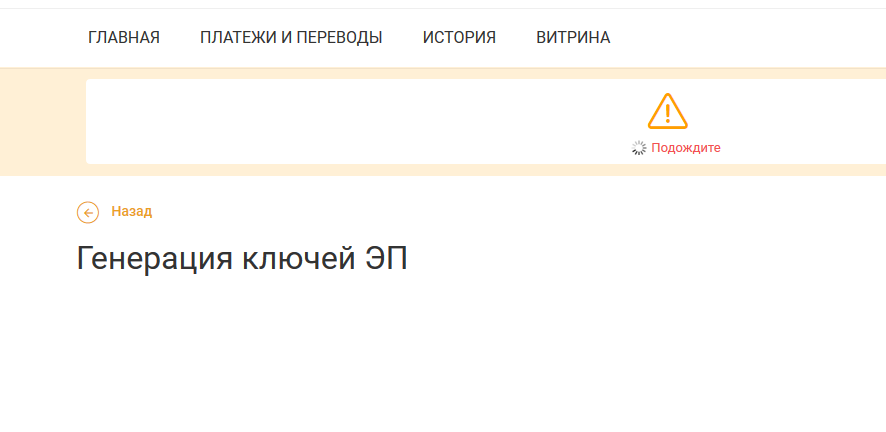 ГЛАВНАЯ ПЛАТЕЖИ И ПЕРЕВОДЫ ИСТОРИЯ ВИТРИНА
Подождите
Назад
Генерация ключей ЭП